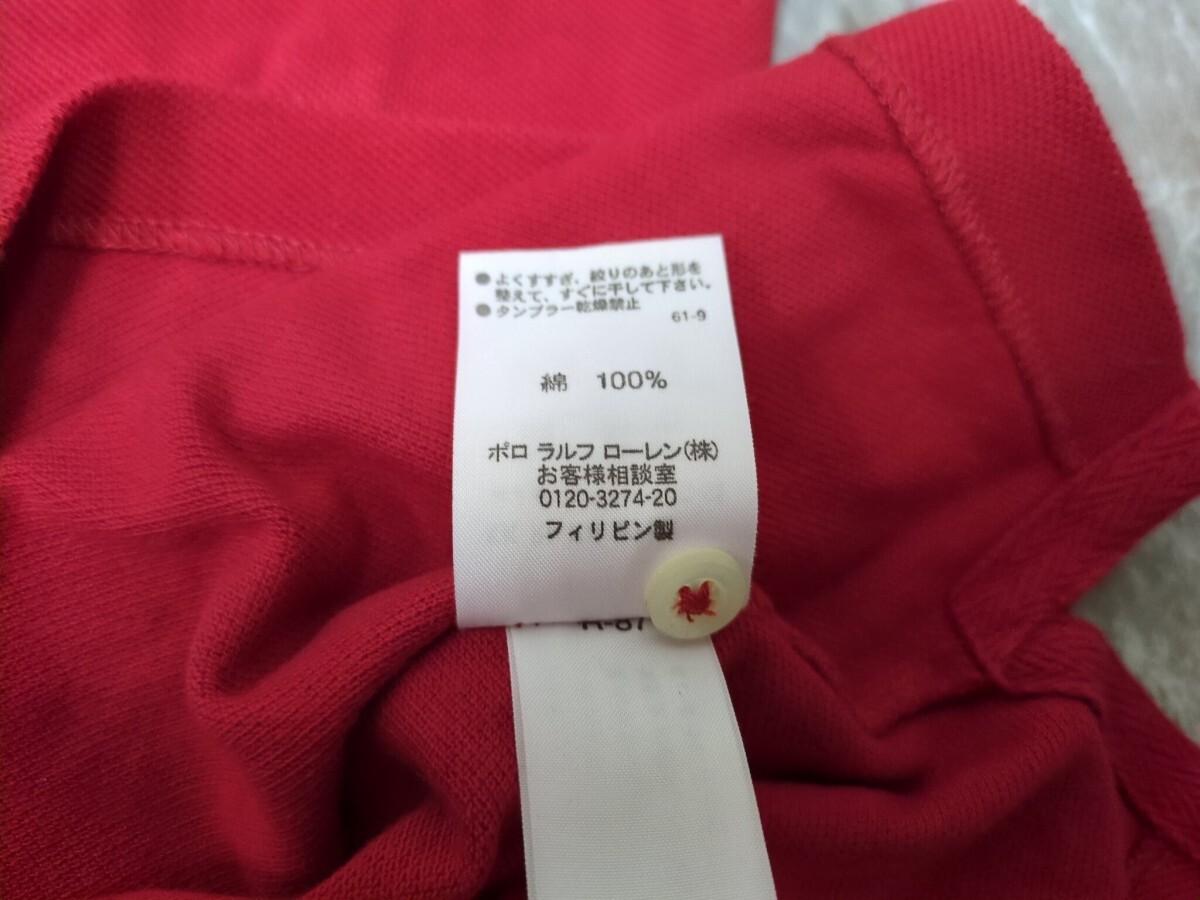 ●よくすすぎ、絞りのあと形を
整えて、すぐに干して下さい。
●タンブラー乾燥禁止
61-9
綿 100%
ポロ ラルフ ローレン(株)
お客様相談室
0120-3274-20
フィリピン製